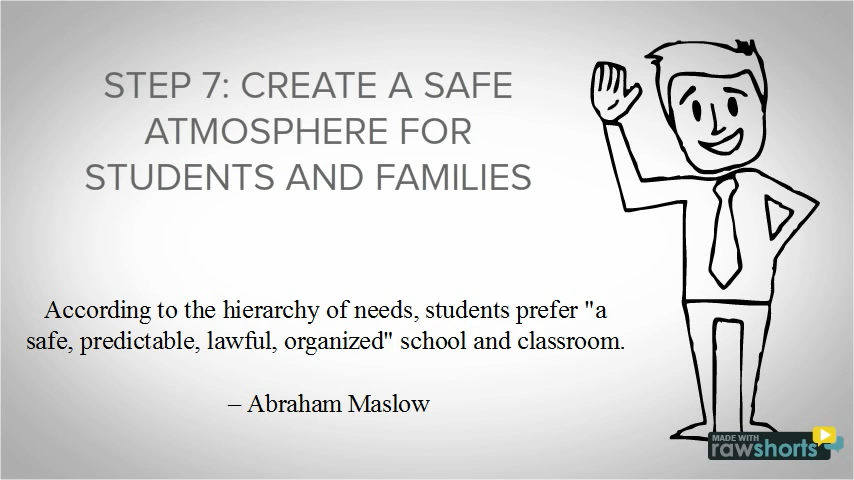 STEP 7: CREATE A SAFE
ATMOSPHERE FOR
STUDENTS AND FAMILIES
According to the hierarchy of needs, students prefer "a
safe, predictable, lawful, organized" school and classroom.
– Abraham Maslow
MADE WITH
rawshorts